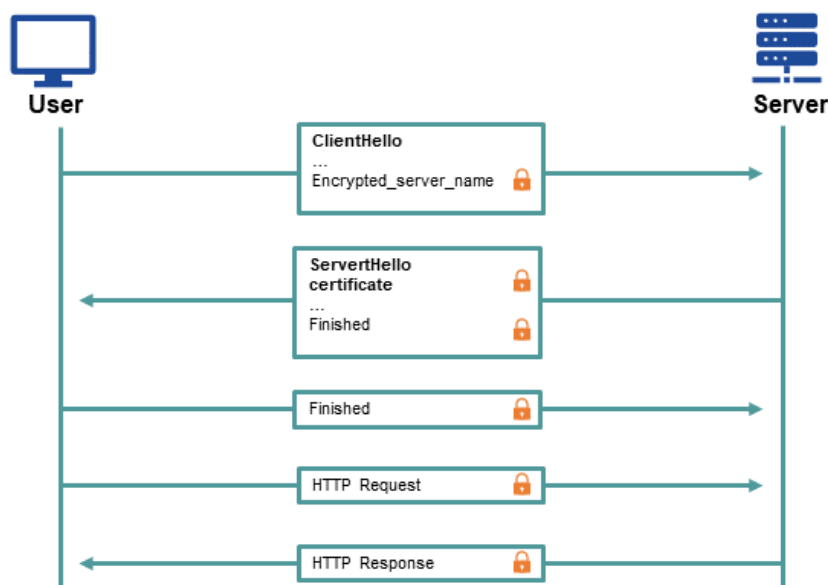 User
Server
ClientHello
...
Encrypted_server_name
ServertHello
certificate
...
Finished
Finished
HTTP Request
HTTP Response